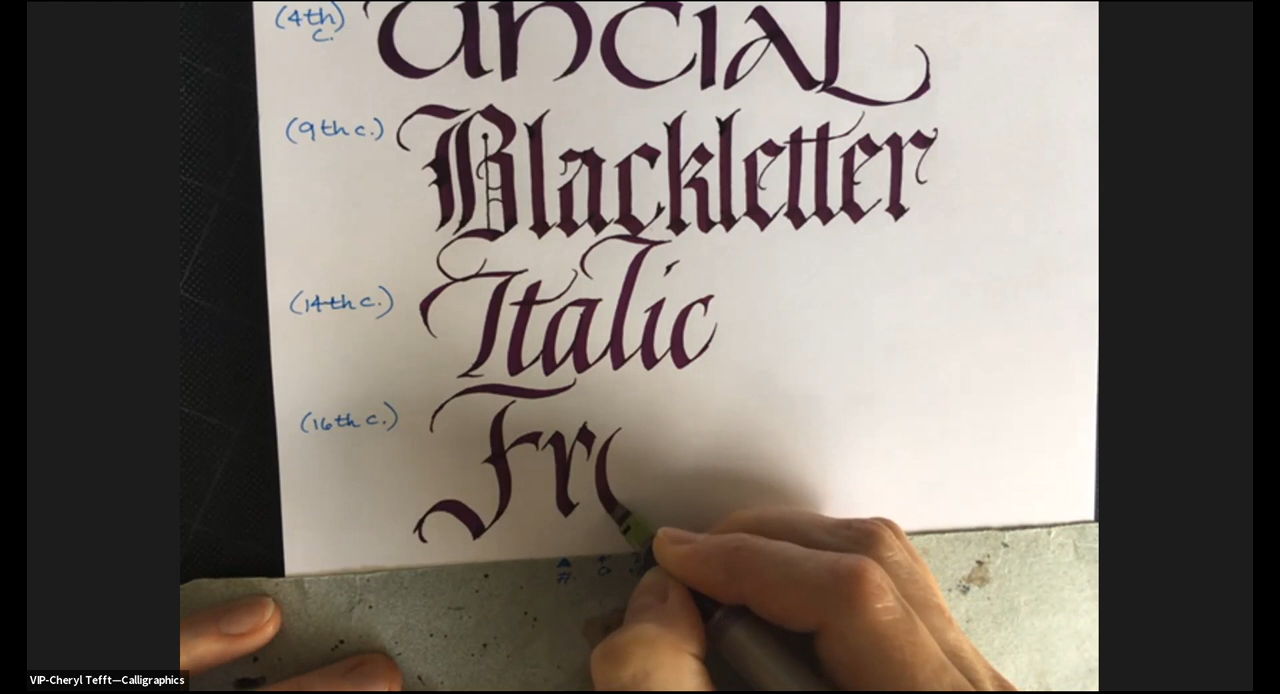 (4th c.) Uncial
(9th c.) Blackletter
(14th c.) Italic
(16th c.) Fr
VIP-Cheryl Tefft—Calligraphics